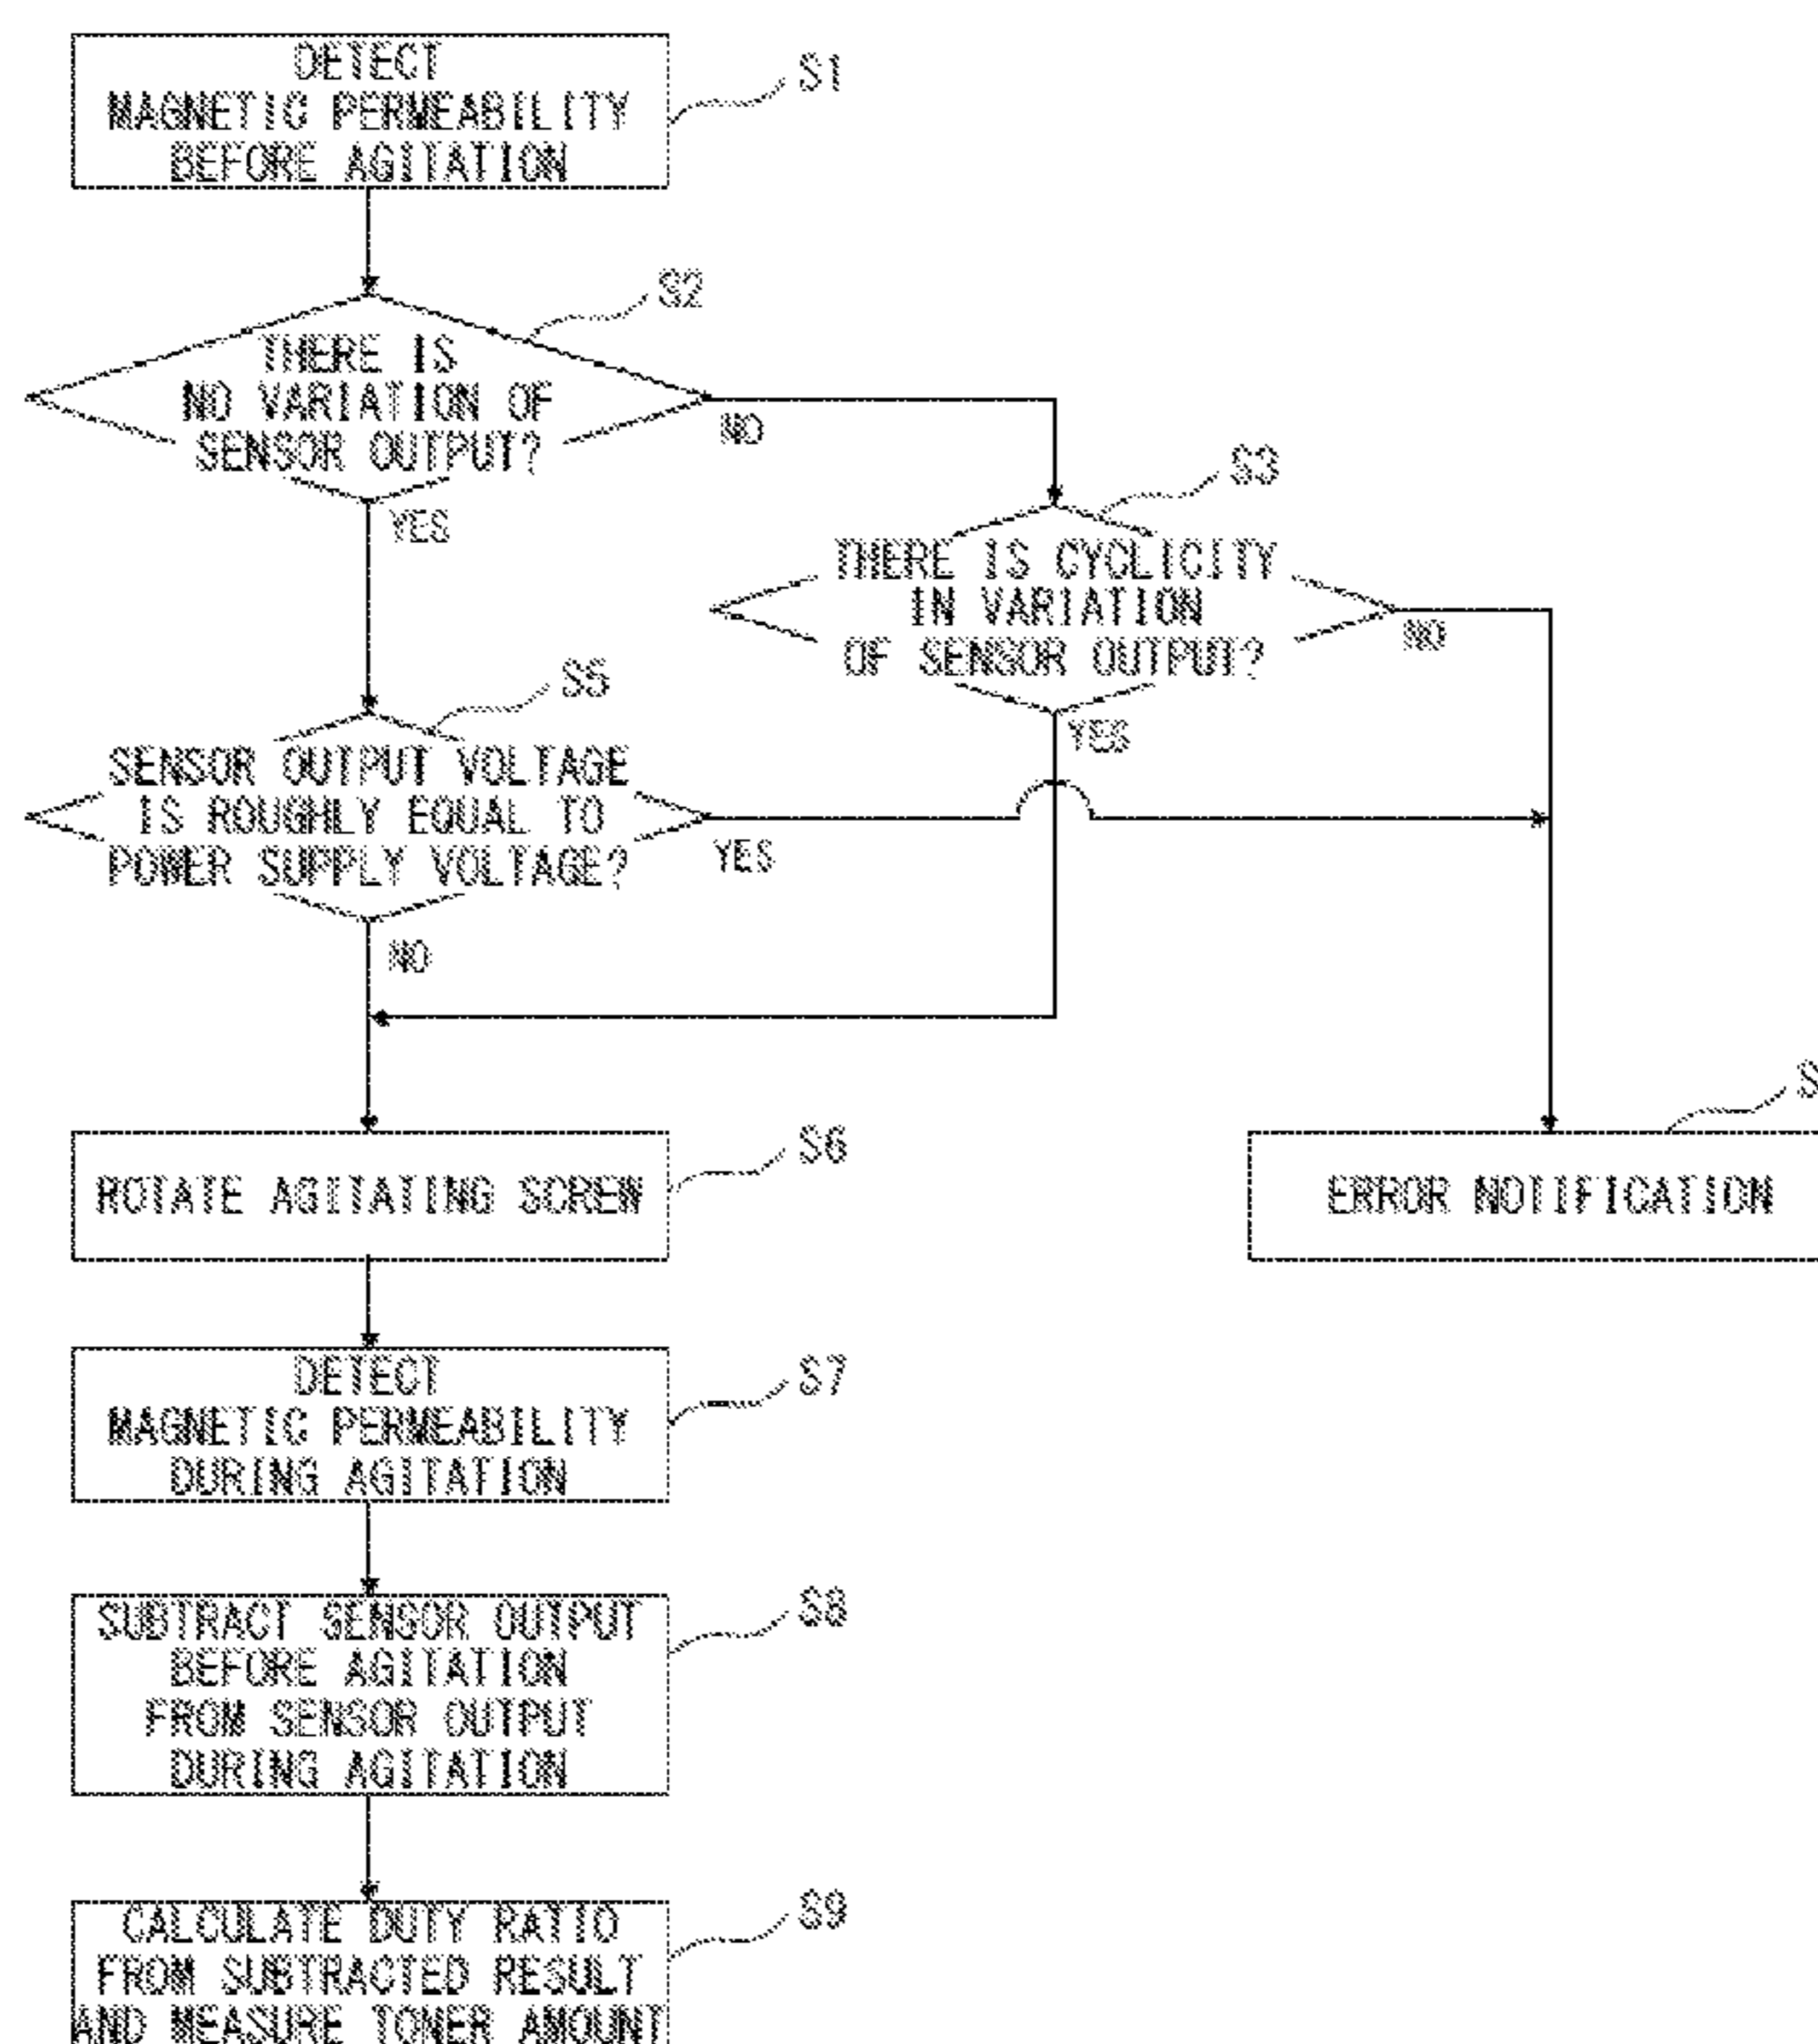 DETECT
MAGNETIC PERMEABILITY
BEFORE AGITATION
S1
THERE IS
NO VARIATION OF
SENSOR OUTPUT?
S2
NO
YES
THERE IS CYCLICITY
IN VARIATION
OF SENSOR OUTPUT?
S3
NO
YES
SENSOR OUTPUT VOLTAGE
IS ROUGHLY EQUAL TO
POWER SUPPLY VOLTAGE?
S5
YES
NO
S
ROTATE AGITATING SCREW
S6
ERROR NOTIFICATION
DETECT
MAGNETIC PERMEABILITY
DURING AGITATION
S7
SUBTRACT SENSOR OUTPUT
BEFORE AGITATION
FROM SENSOR OUTPUT
DURING AGITATION
S8
CALCULATE DUTY RATIO
FROM SUBTRACTED RESULT
AND MEASURE TONER AMOUNT
S9